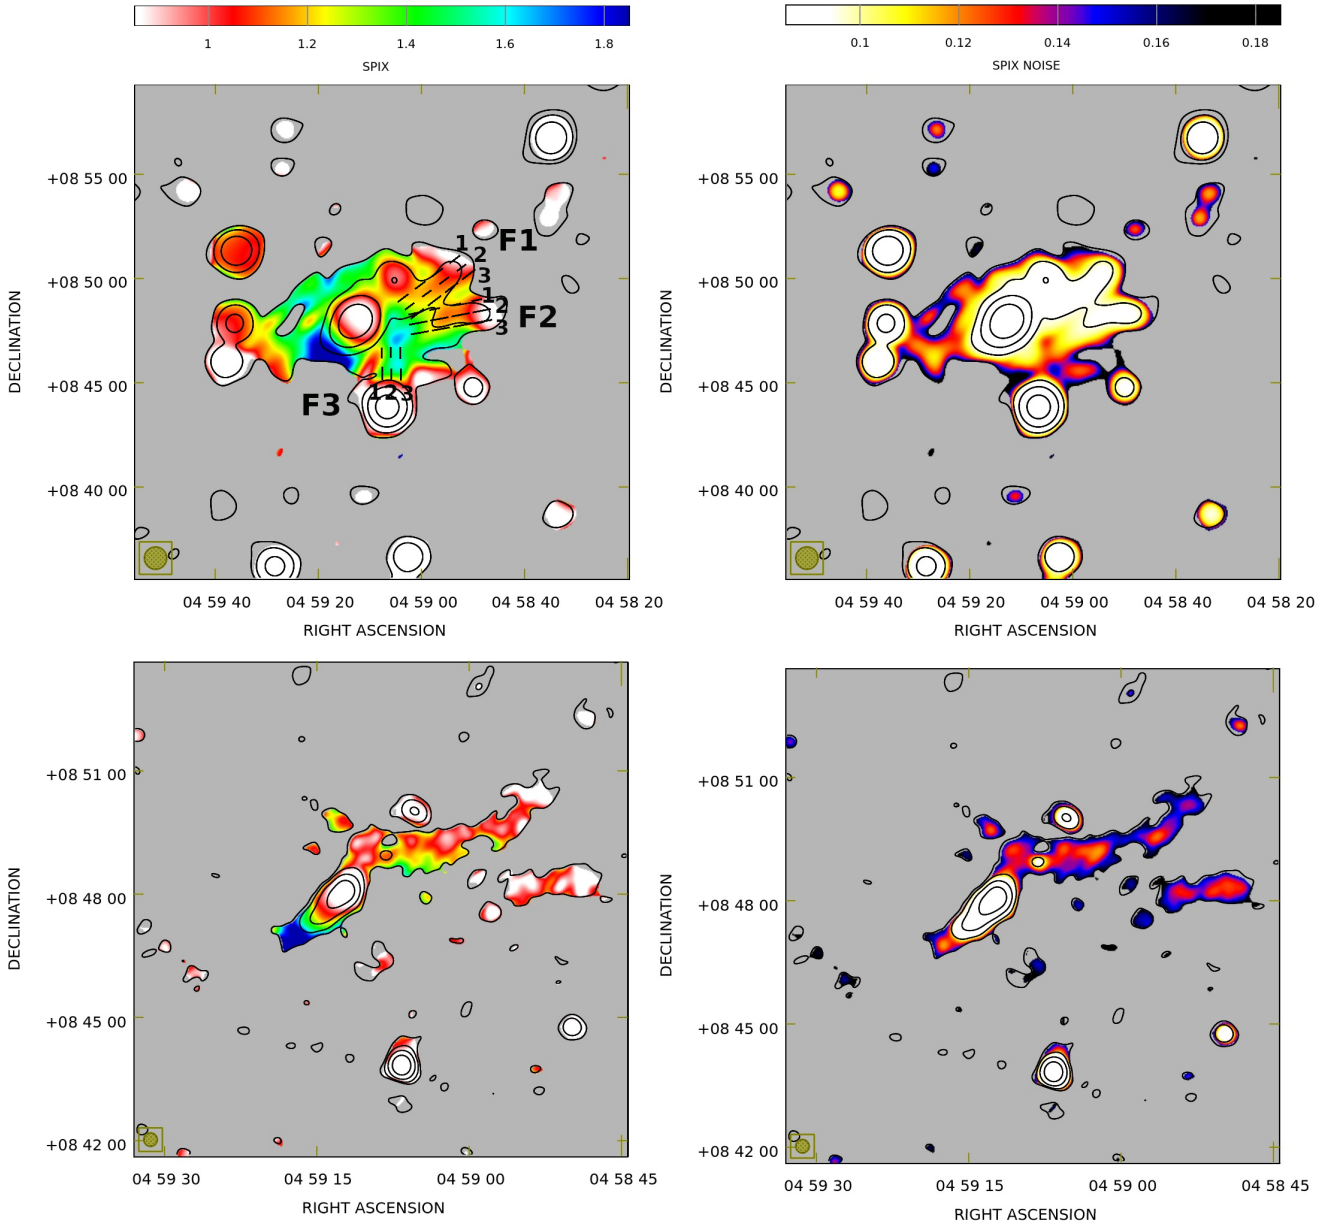 1 1.2 1.4 1.6 1.8
SPIX
0.1 0.12 0.14 0.16 0.18
SPIX NOISE
DECLINATION
+08 55 00
+08 50 00
+08 45 00
+08 40 00
F1
1
2
3
F2
1
2
3
F3
1 2 3
04 59 40 04 59 20 04 59 00 04 58 40 04 58 20
RIGHT ASCENSION
DECLINATION
+08 55 00
+08 50 00
+08 45 00
+08 40 00
04 59 40 04 59 20 04 59 00 04 58 40 04 58 20
RIGHT ASCENSION
DECLINATION
+08 51 00
+08 48 00
+08 45 00
+08 42 00
04 59 30 04 59 15 04 59 00 04 58 45
RIGHT ASCENSION
DECLINATION
+08 51 00
+08 48 00
+08 45 00
+08 42 00
04 59 30 04 59 15 04 59 00 04 58 45
RIGHT ASCENSION